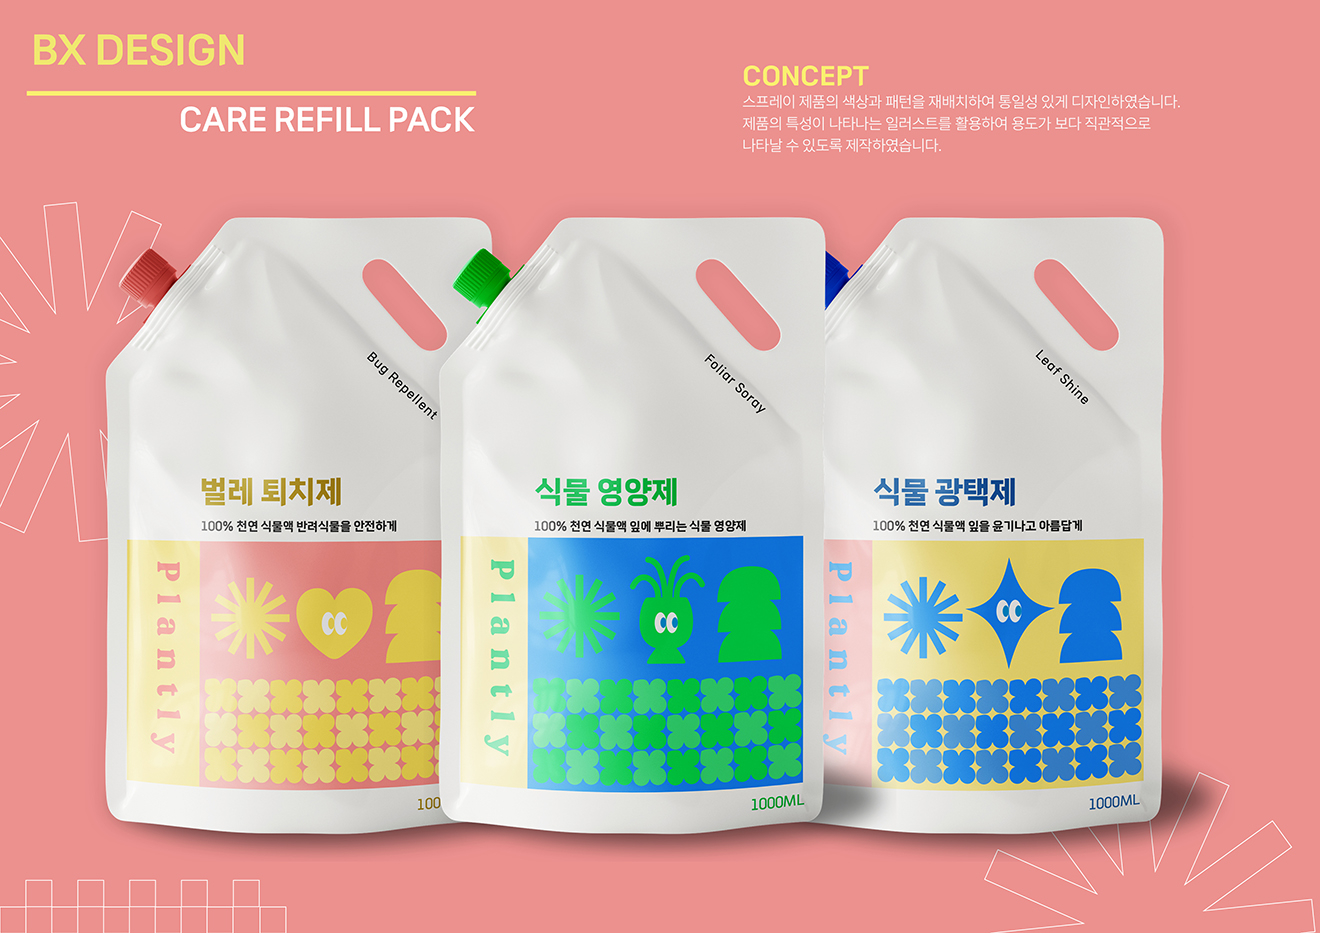 BX DESIGN
CARE REFILL PACK
CONCEPT
스프레이 제품의 색상과 패턴을 재배치하여 통일성 있게 디자인하였습니다.
제품의 특성이 나타나는 일러스트를 활용하여 용도가 보다 직관적으로
나타날 수 있도록 제작하였습니다.
Bug Repellent
벌레 퇴치제
100% 천연 식물액 반려식물을 안전하게
Plantly
100
Foliar Soray
식물 영양제
100% 천연 식물액 잎에 뿌리는 식물 영양제
Plantly
1000ML
Leaf Shine
식물 광택제
100% 천연 식물액 잎을 윤기나고 아름답게
Plantly
1000ML